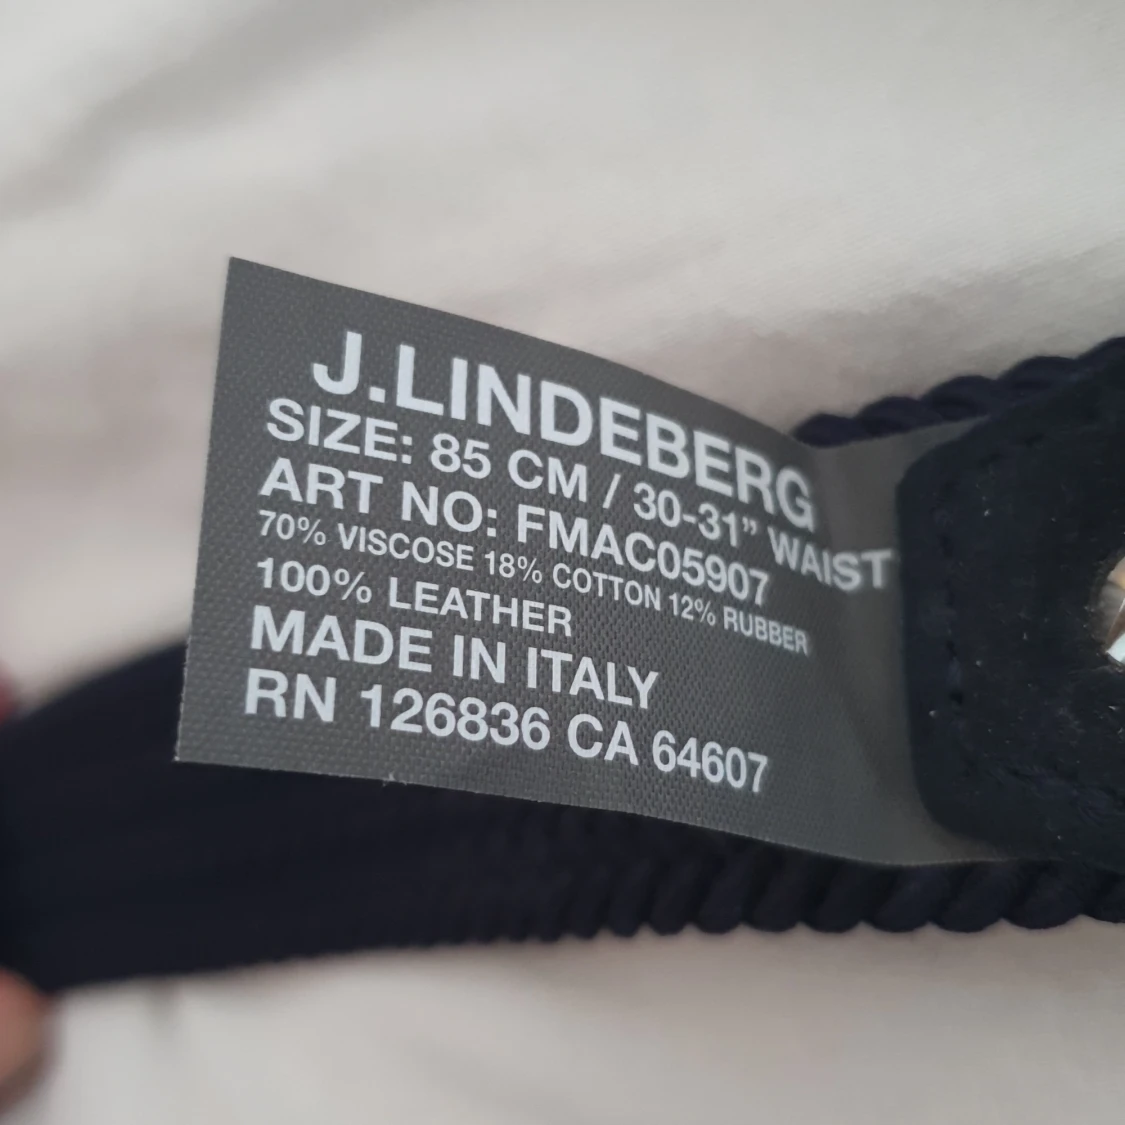 J.LINDEBERG
SIZE: 85 CM / 30-31” WAIST
ART NO: FMAC05907
70% VISCOSE 18% COTTON 12% RUBBER
100% LEATHER
MADE IN ITALY
RN 126836 CA 64607